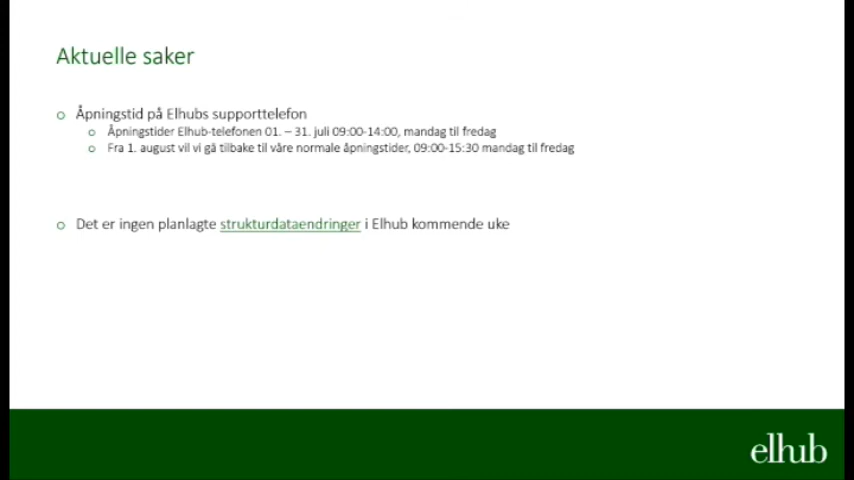 Aktuelle saker
Åpningstid på Elhubs supporttelefon
Åpningstider Elhub-telefonen 01. – 31. juli 09:00-14:00, mandag til fredag
Fra 1. august vil vi gå tilbake til våre normale åpningstider, 09:00-15:30 mandag til fredag
Det er ingen planlagte strukturdataendringer i Elhub kommende uke
elhub